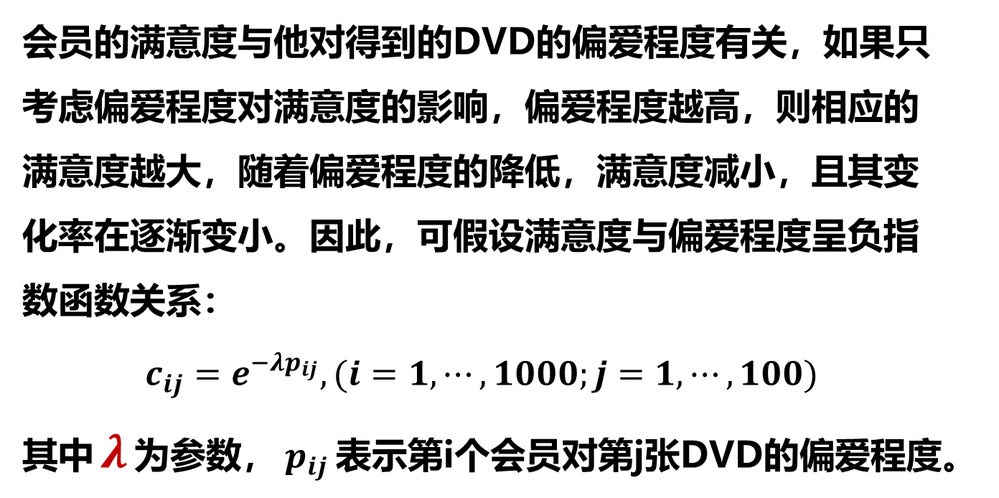 会员的满意度与他对得到的DVD的偏爱程度有关，如果只
考虑偏爱程度对满意度的影响，偏爱程度越高，则相应的
满意度越大，随着偏爱程度的降低，满意度减小，且其变
化率在逐渐变小。因此，可假设满意度与偏爱程度呈负指
数函数关系：
c_{ij} = e^{-λp_{ij}}, (i = 1, ⋯, 1000; j = 1, ⋯, 100)
其中 λ 为参数， p_{ij} 表示第i个会员对第j张DVD的偏爱程度。